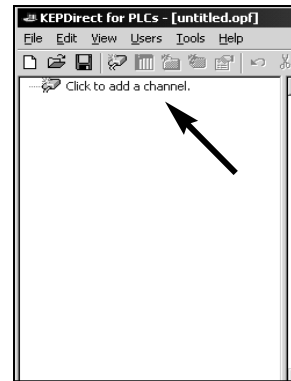 KEPDirect for PLCs - [untitled.opf]
File Edit View Users Tools Help
Click to add a channel.